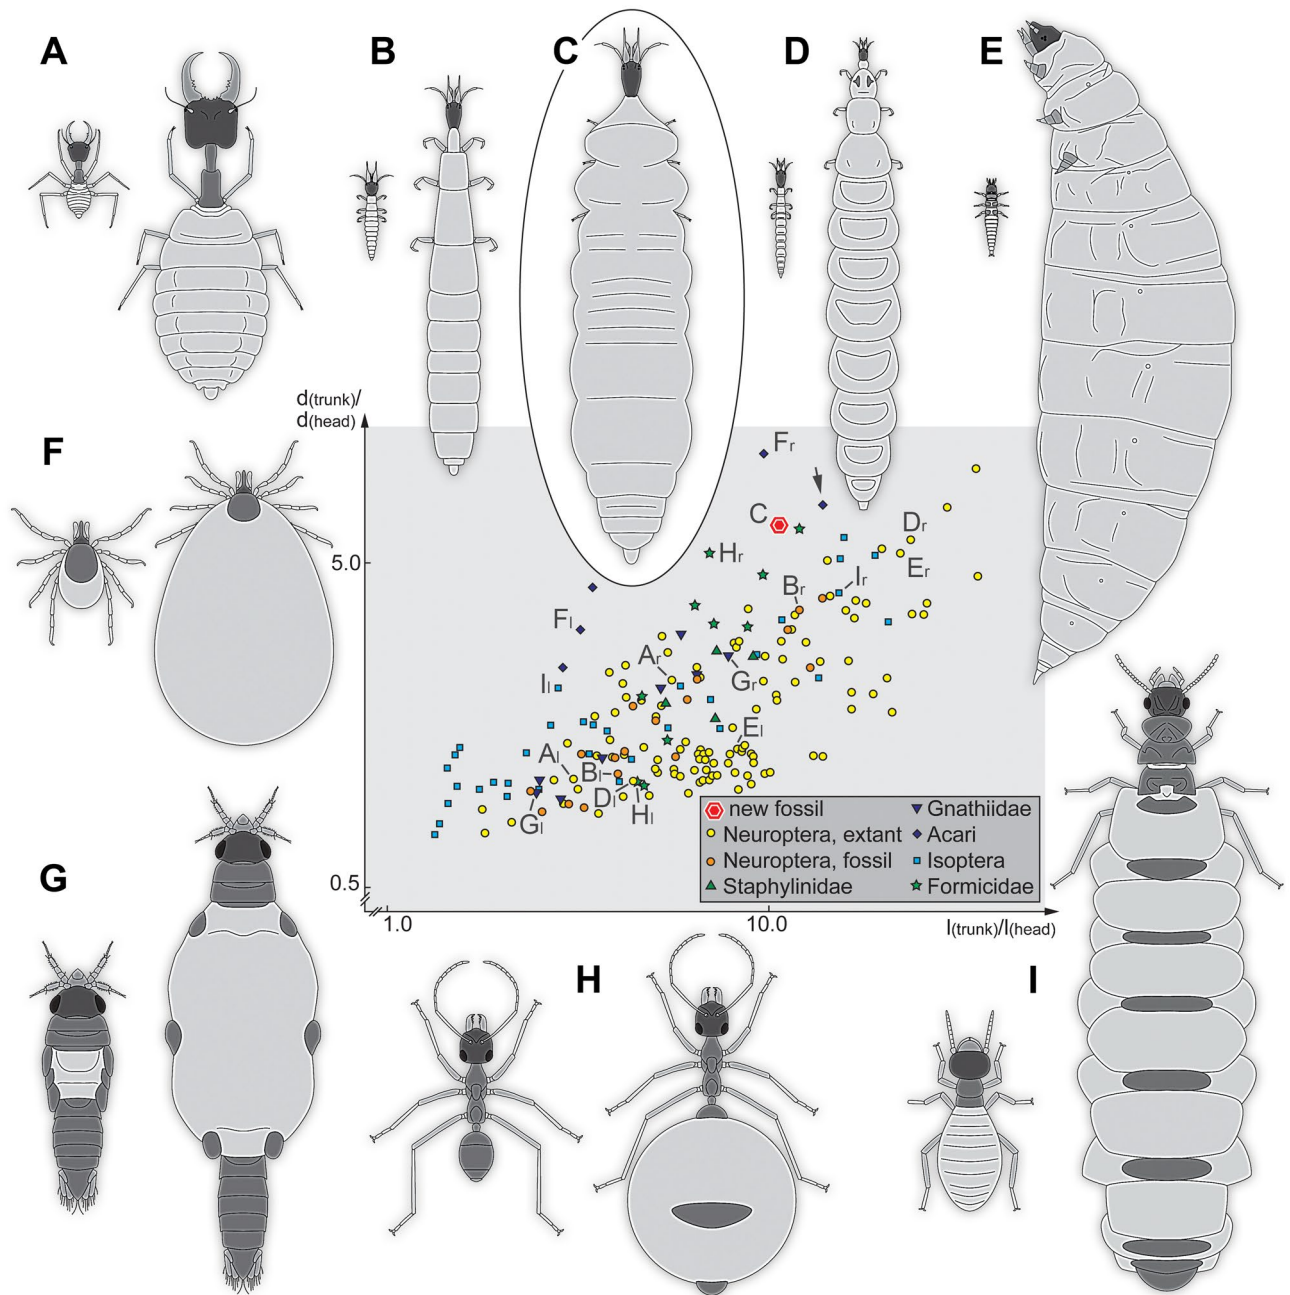 A
B
C
D
E
d(trunk)/
d(head)
F
Fr
C
Dr
Hr
Er
5.0
Br
Ir
Fl
Ar
Gr
Il
El
Al
Bl
Dl
Hl
Gl
new fossil
Neuroptera, extant
Neuroptera, fossil
Staphylinidae
Gnathiidae
Acari
Isoptera
Formicidae
0.5
1.0
10.0
l(trunk)/l(head)
G
H
I